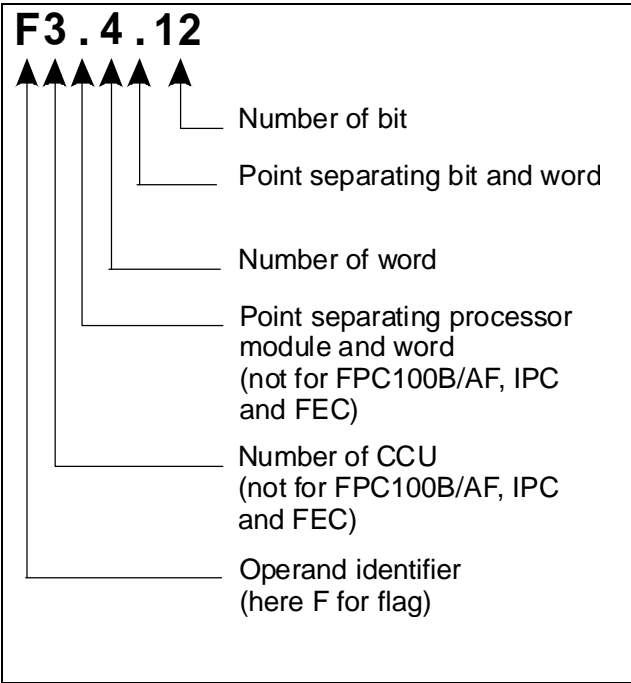 F3.4.12
Number of bit
Point separating bit and word
Number of word
Point separating processor
module and word
(not for FPC100B/AF, IPC
and FEC)
Number of CCU
(not for FPC100B/AF, IPC
and FEC)
Operand identifier
(here F for flag)